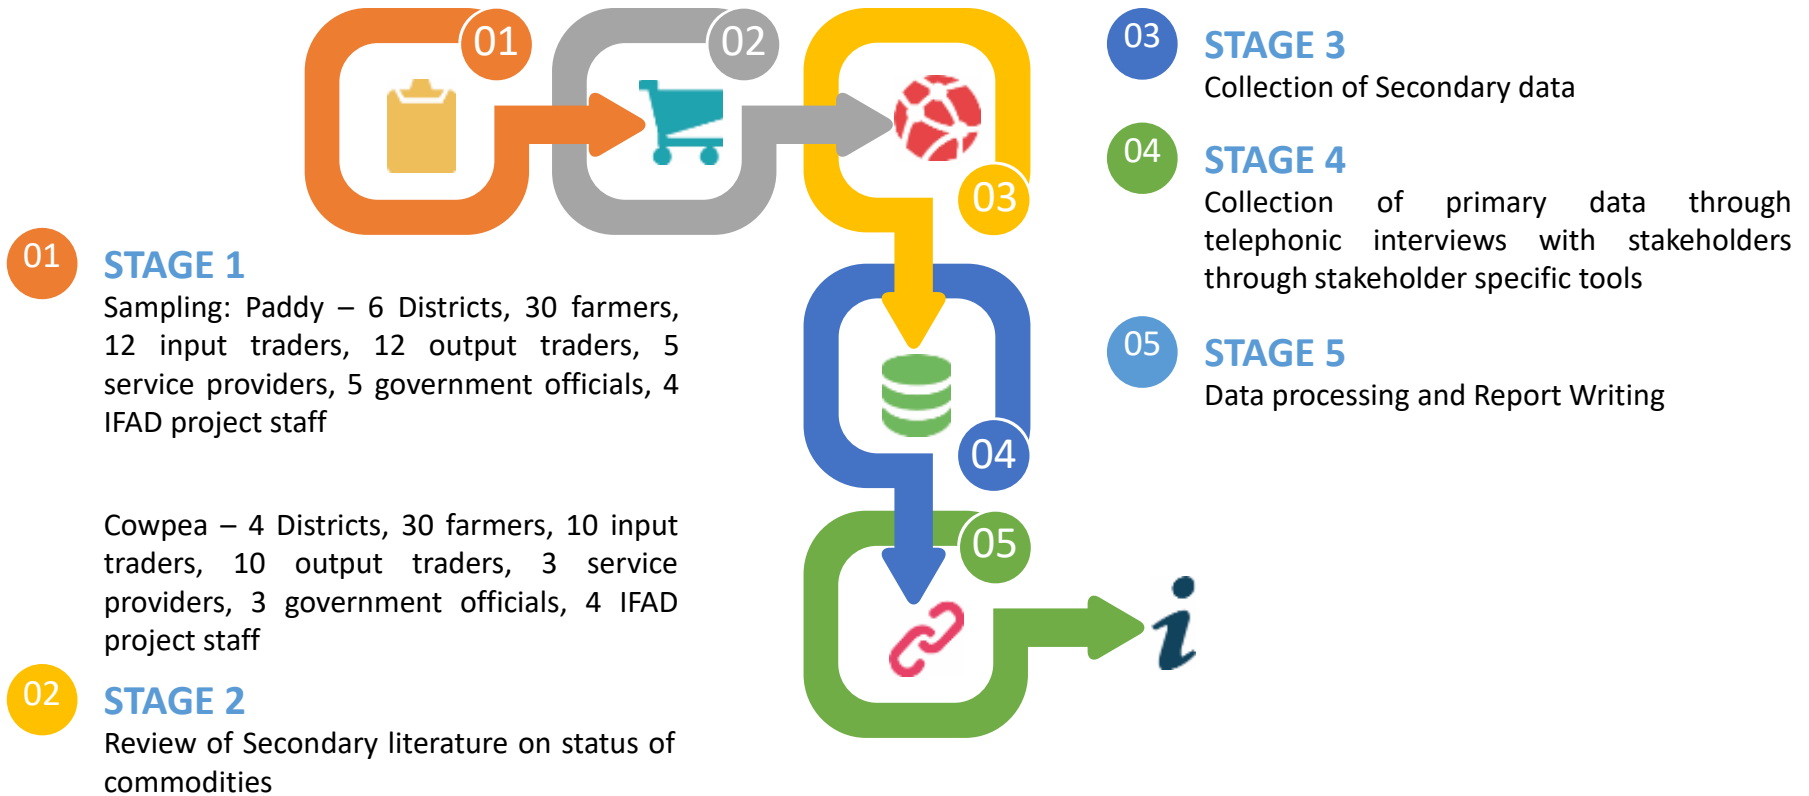 01
02
03
04
05
01
STAGE 1
Sampling: Paddy – 6 Districts, 30 farmers,
12 input traders, 12 output traders, 5
service providers, 5 government officials, 4
IFAD project staff
Cowpea – 4 Districts, 30 farmers, 10 input
traders, 10 output traders, 3 service
providers, 3 government officials, 4 IFAD
project staff
02
STAGE 2
Review of Secondary literature on status of
commodities
03
STAGE 3
Collection of Secondary data
04
STAGE 4
Collection of primary data through
telephonic interviews with stakeholders
through stakeholder specific tools
05
STAGE 5
Data processing and Report Writing